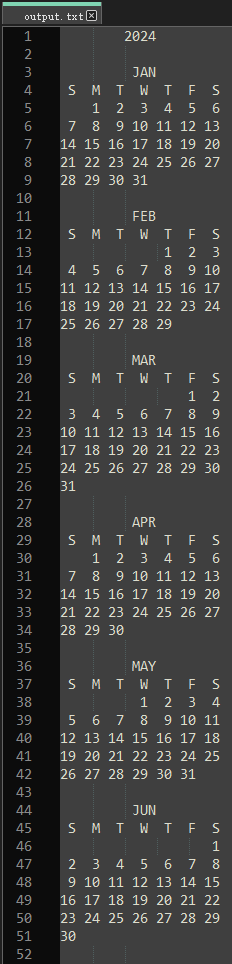 output.txt
1 2024
2
3 JAN
4 S M T W T F S
5 1 2 3 4 5 6
6 7 8 9 10 11 12 13
7 14 15 16 17 18 19 20
8 21 22 23 24 25 26 27
9 28 29 30 31
10
11 FEB
12 S M T W T F S
13 1 2 3
14 4 5 6 7 8 9 10
15 11 12 13 14 15 16 17
16 18 19 20 21 22 23 24
17 25 26 27 28 29
18
19 MAR
20 S M T W T F S
21 1 2
22 3 4 5 6 7 8 9
23 10 11 12 13 14 15 16
24 17 18 19 20 21 22 23
25 24 25 26 27 28 29 30
26 31
27
28 APR
29 S M T W T F S
30 1 2 3 4 5 6
31 7 8 9 10 11 12 13
32 14 15 16 17 18 19 20
33 21 22 23 24 25 26 27
34 28 29 30
35
36 MAY
37 S M T W T F S
38 1 2 3 4
39 5 6 7 8 9 10 11
40 12 13 14 15 16 17 18
41 19 20 21 22 23 24 25
42 26 27 28 29 30 31
43
44 JUN
45 S M T W T F S
46 1
47 2 3 4 5 6 7 8
48 9 10 11 12 13 14 15
49 16 17 18 19 20 21 22
50 23 24 25 26 27 28 29
51 30
52